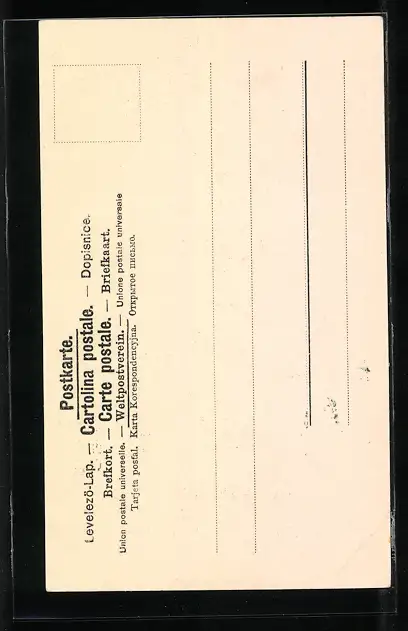 Postkarte.
Levelező-Lap. — Cartolina postale. — Dopisnice.
Brefkort. — Carte postale. — Briefkaart.
Union postale universelle. — Weltpostverein. — Unione postale universale
Tarjeta postal. Karta Korespondencyjna. Открытое письмо.